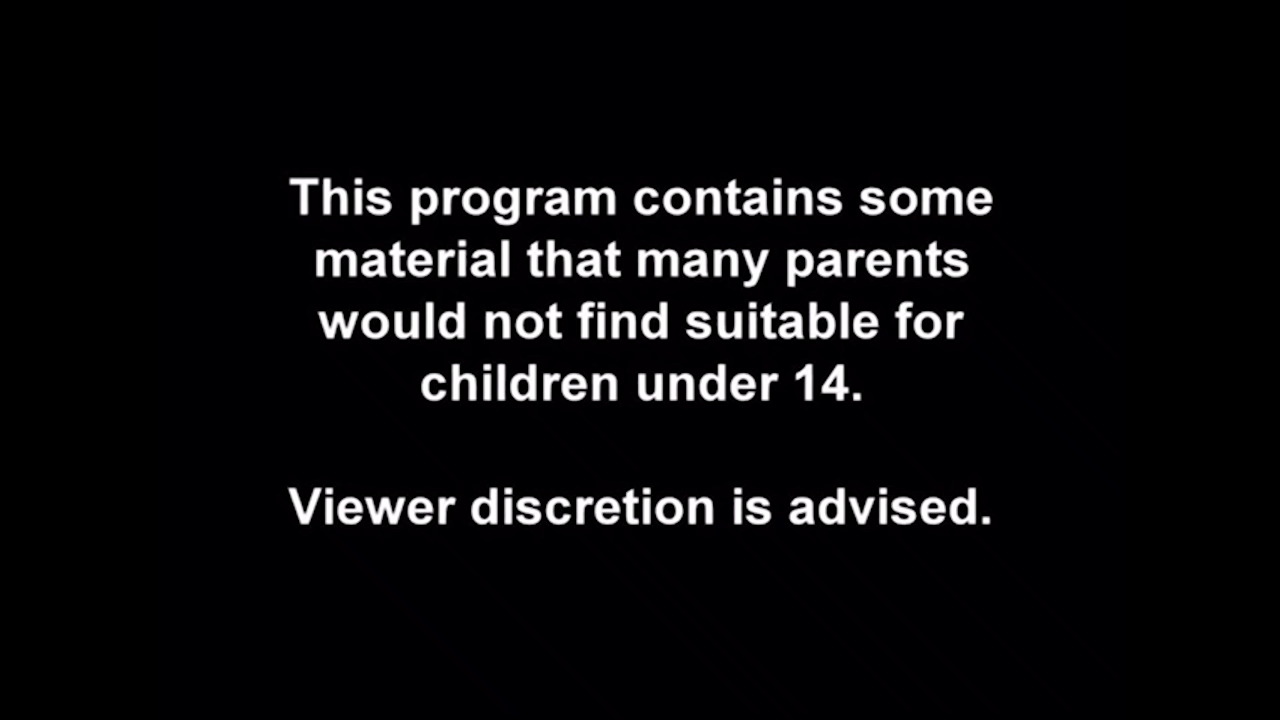 This program contains some
material that many parents
would not find suitable for
children under 14.
Viewer discretion is advised.